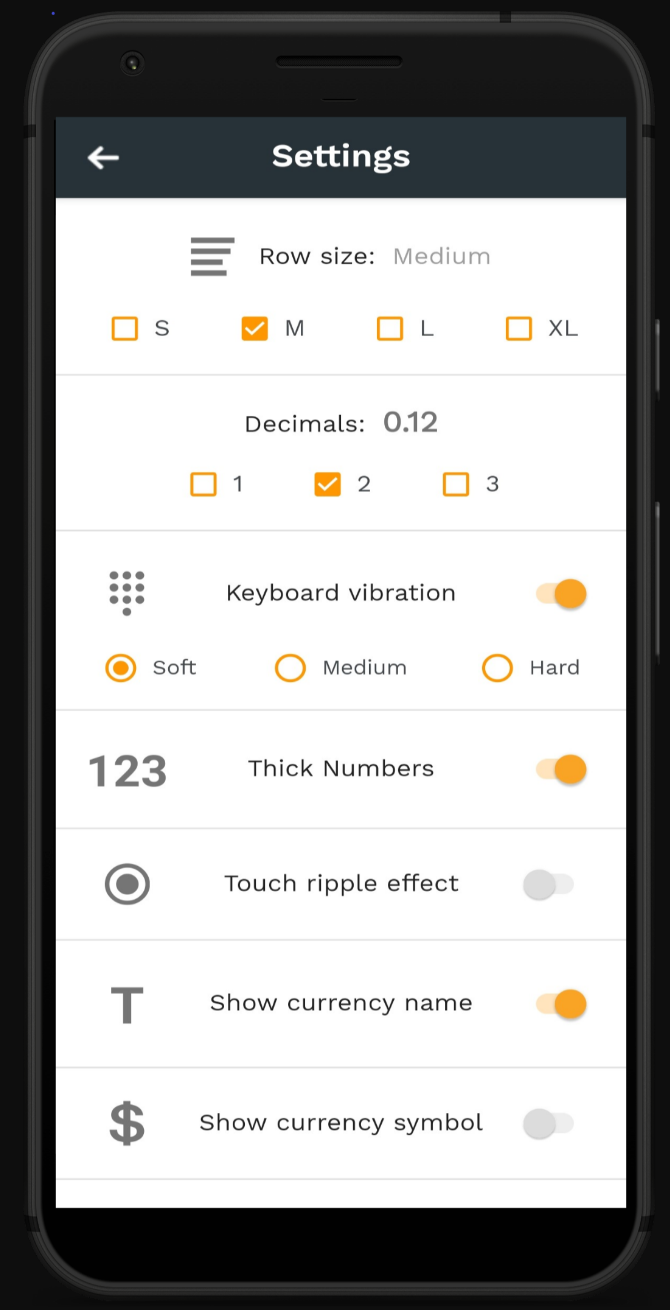 Settings
Row size: Medium
S M L XL
Decimals: 0.12
1 2 3
Keyboard vibration
Soft Medium Hard
123 Thick Numbers
Touch ripple effect
T Show currency name
$ Show currency symbol